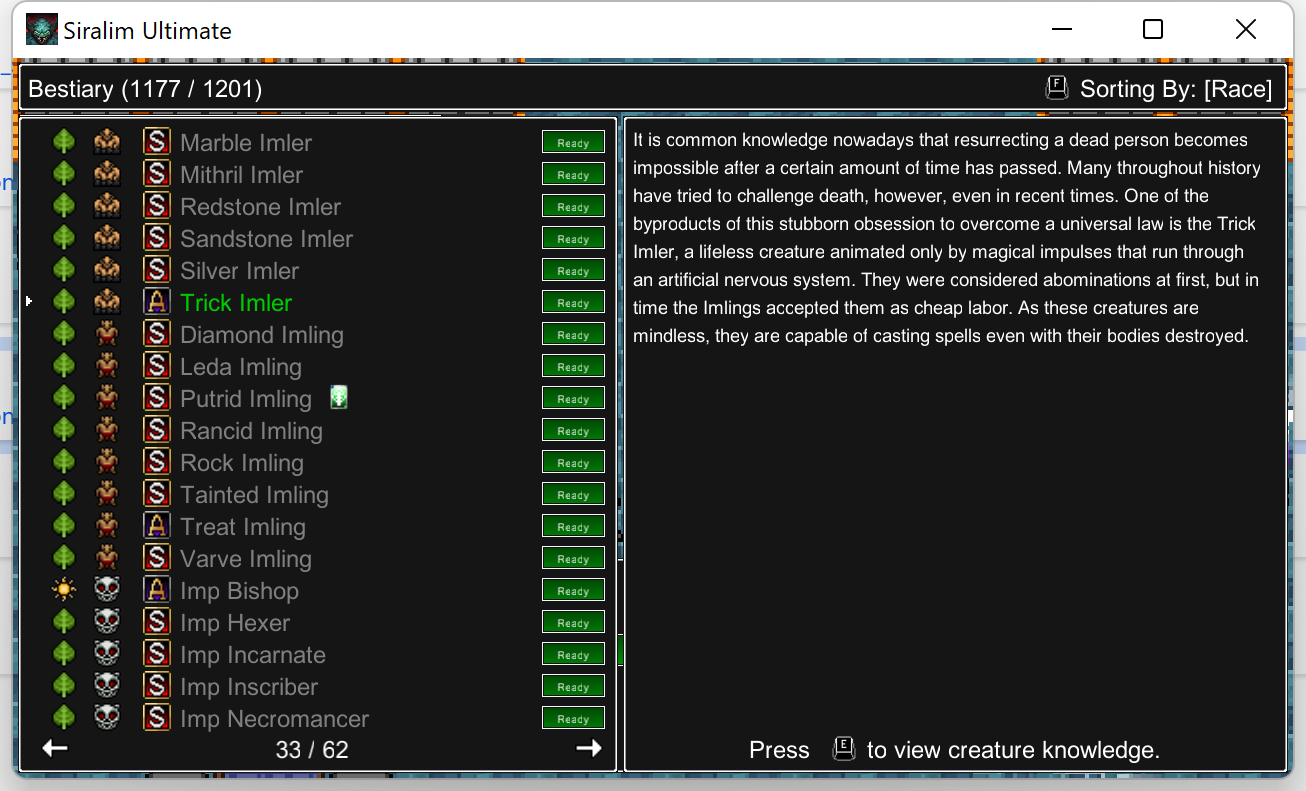 Siralim Ultimate
Bestiary (1177 / 1201)
F Sorting By: [Race]
S Marble Imler Ready
S Mithril Imler Ready
S Redstone Imler Ready
S Sandstone Imler Ready
S Silver Imler Ready
A Trick Imler Ready
S Diamond Imling Ready
S Leda Imling Ready
S Putrid Imling Ready
S Rancid Imling Ready
S Rock Imling Ready
S Tainted Imling Ready
A Treat Imling Ready
S Varve Imling Ready
A Imp Bishop Ready
S Imp Hexer Ready
S Imp Incarnate Ready
S Imp Inscriber Ready
S Imp Necromancer Ready
33 / 62
It is common knowledge nowadays that resurrecting a dead person becomes
impossible after a certain amount of time has passed. Many throughout history
have tried to challenge death, however, even in recent times. One of the
byproducts of this stubborn obsession to overcome a universal law is the Trick
Imler, a lifeless creature animated only by magical impulses that run through
an artificial nervous system. They were considered abominations at first, but in
time the Imlings accepted them as cheap labor. As these creatures are
mindless, they are capable of casting spells even with their bodies destroyed.
Press E to view creature knowledge.